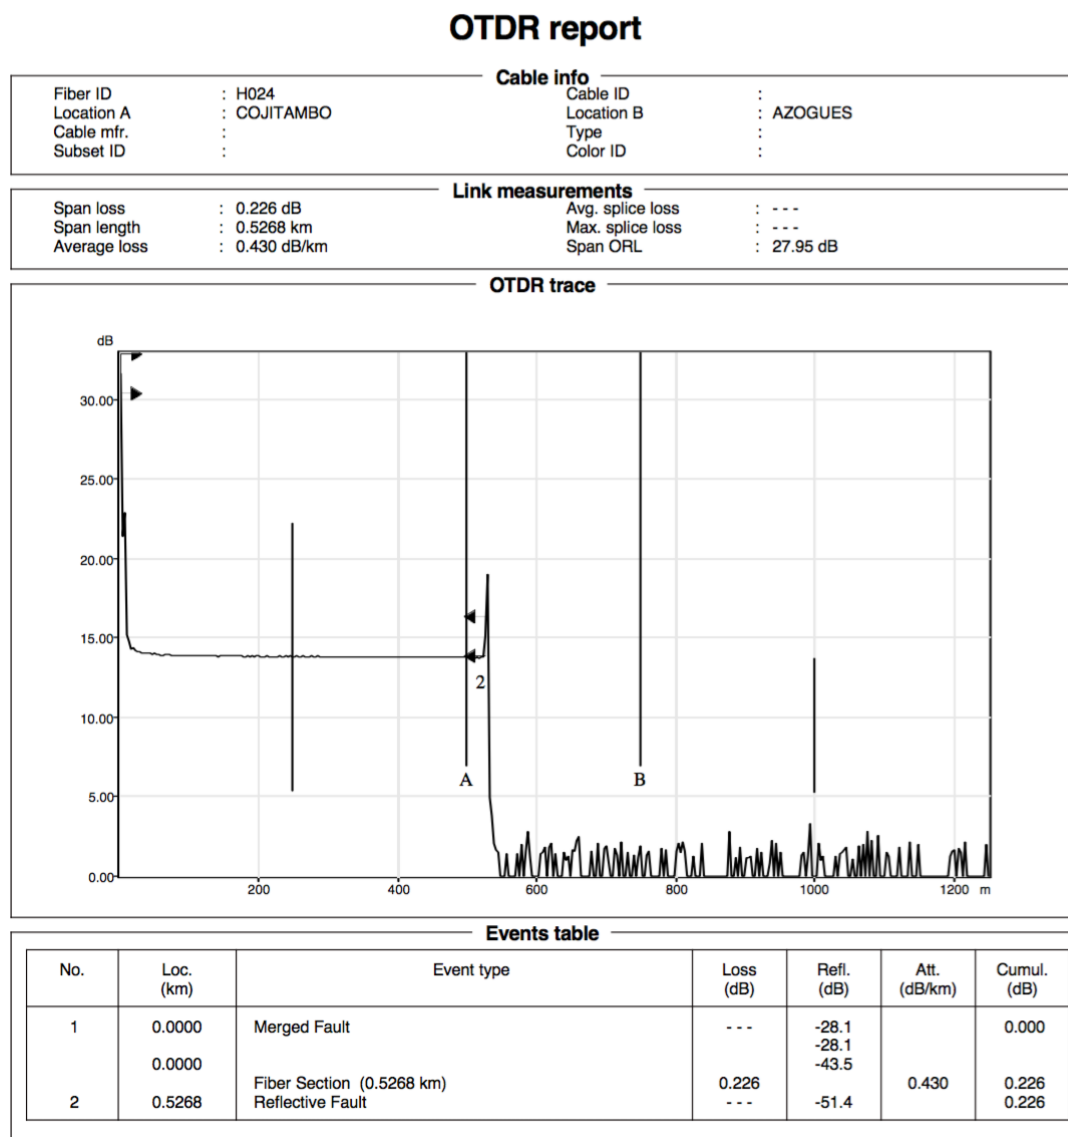 OTDR report
Cable info
Fiber ID : H024 Cable ID :
Location A : COJITAMBO Location B : AZOGUES
Cable mfr. : Type :
Subset ID : Color ID :
Link measurements
Span loss : 0.226 dB Avg. splice loss : - - -
Span length : 0.5268 km Max. splice loss : - - -
Average loss : 0.430 dB/km Span ORL : 27.95 dB
OTDR trace
dB
30.00
25.00
20.00
15.00
2
10.00
A B
5.00
0.00
200 400 600 800 1000 1200 m
Events table
No. Loc. Event type Loss Refl. Att. Cumul.
(km) (dB) (dB) (dB/km) (dB)
1 0.0000 Merged Fault - - - -28.1 0.000
-28.1
0.0000 -43.5
Fiber Section (0.5268 km) 0.226 0.430 0.226
2 0.5268 Reflective Fault - - - -51.4 0.226